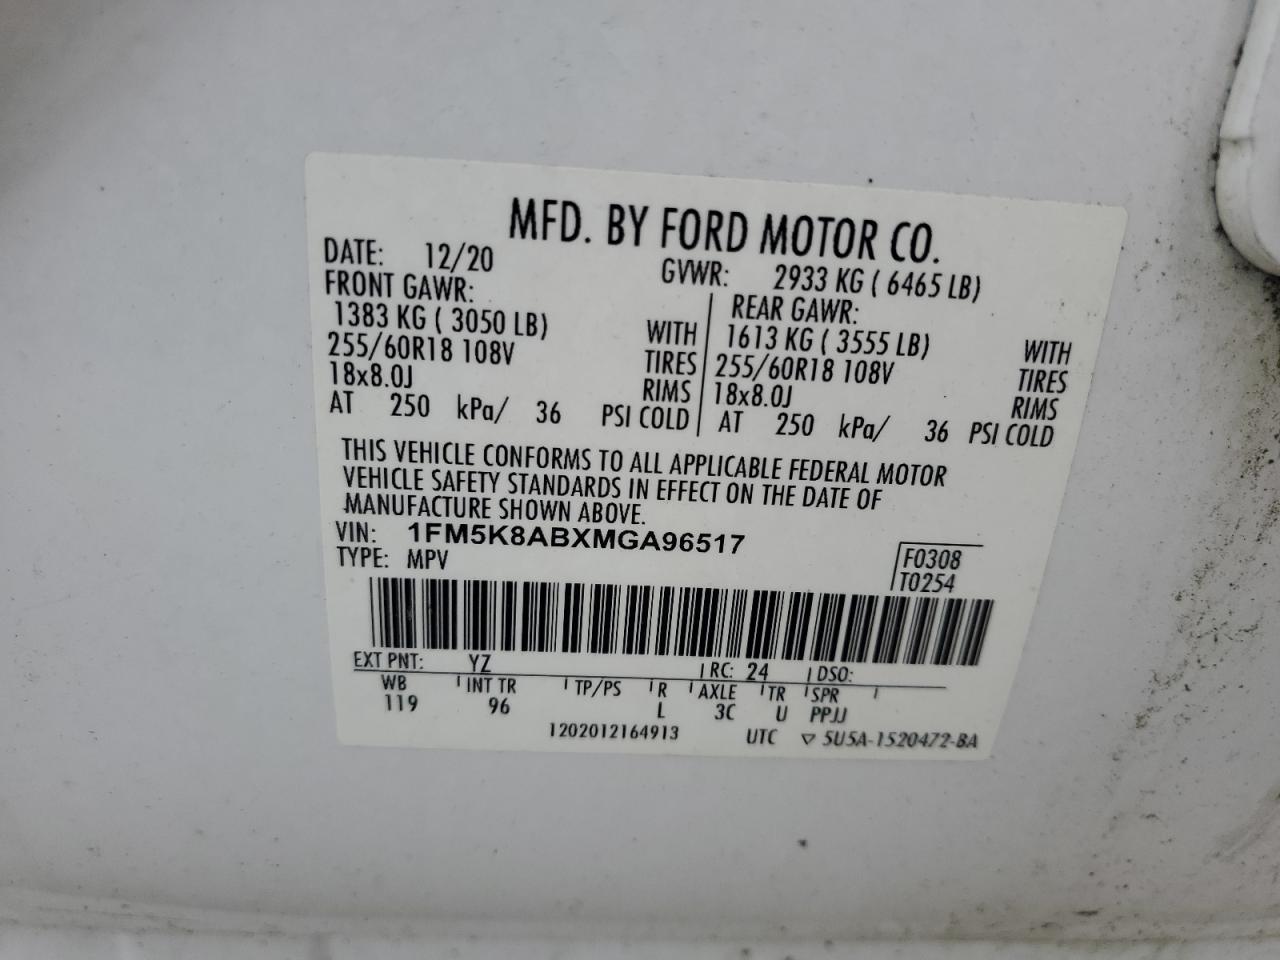 MFD. BY FORD MOTOR CO.
DATE: 12/20 GVWR: 2933 KG ( 6465 LB)
FRONT GAWR: REAR GAWR:
1383 KG ( 3050 LB) WITH 1613 KG ( 3555 LB) WITH
255/60R18 108V TIRES 255/60R18 108V TIRES
18x8.0J RIMS 18x8.0J RIMS
AT 250 kPa/ 36 PSI COLD AT 250 kPa/ 36 PSI COLD
THIS VEHICLE CONFORMS TO ALL APPLICABLE FEDERAL MOTOR
VEHICLE SAFETY STANDARDS IN EFFECT ON THE DATE OF
MANUFACTURE SHOWN ABOVE.
VIN: 1FM5K8ABXMGA96517
TYPE: MPV
F0308
T0254
EXT PNT: YZ RC: 24 DSO:
WB INT TR TP/PS R AXLE TR SPR
119 96 L 3C U PPJJ
1202012164913 UTC ▽ 5U5A-1520472-BA